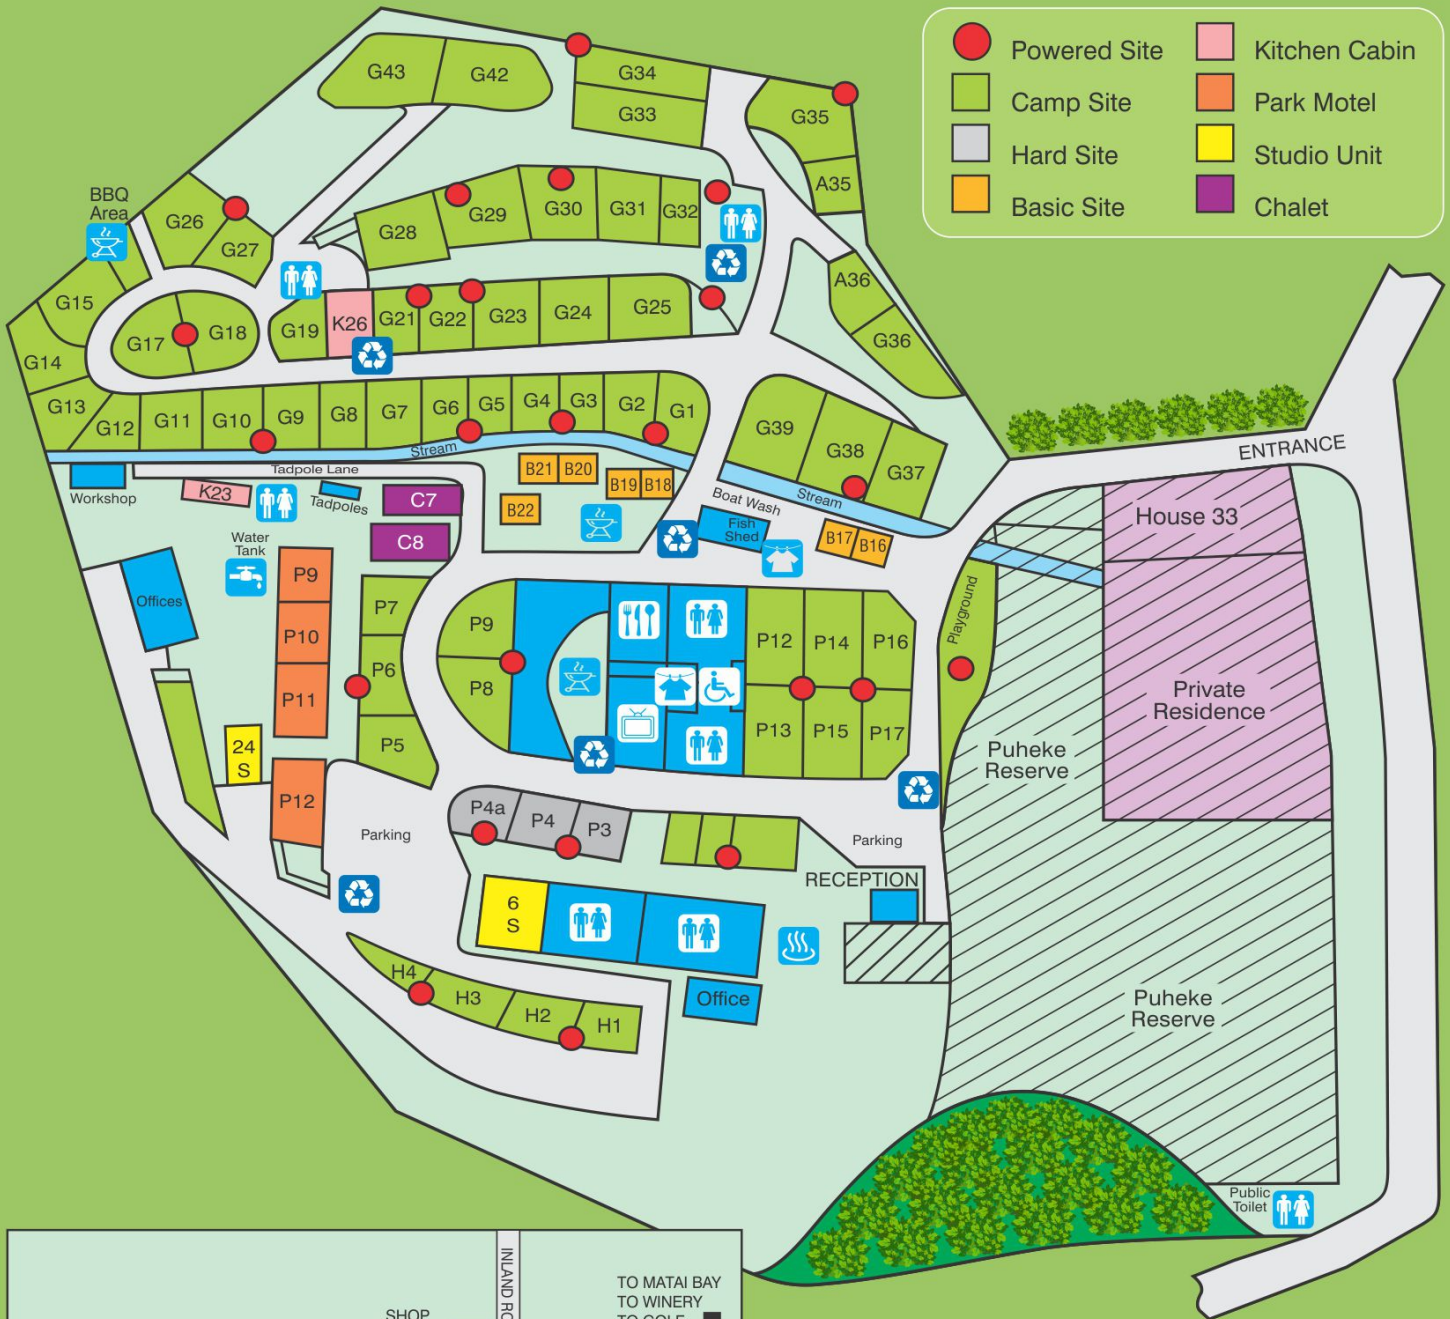 Powered Site
Camp Site
Hard Site
Basic Site
Kitchen Cabin
Park Motel
Studio Unit
Chalet
G43
G42
G34
G33
G35
A35
BBQ
Area
G26
G27
G28
G29
G30
G31
G32
G15
G14
G13
G17
G18
G19
K26
G21
G22
G23
G24
G25
A36
G36
G12
G11
G10
G9
G8
G7
G6
G5
G4
G3
G2
G1
G39
G38
G37
ENTRANCE
Stream
Tadpole Lane
Workshop
K23
Tadpoles
C7
C8
B21
B20
B19
B18
B22
Boat Wash
Stream
Fish
Shed
B17
B16
House 33
Water
Tank
Offices
P9
P10
P11
P12
24
S
P7
P6
P5
P9
P8
P12
P14
P16
P13
P15
P17
Playground
Private
Residence
Puheke
Reserve
Parking
P4a
P4
P3
Parking
RECEPTION
6
S
Office
H4
H3
H2
H1
Puheke
Reserve
Public
Toilet
INLAND RO
SHOP
TO MATAI BAY
TO WINERY
TO GOLF